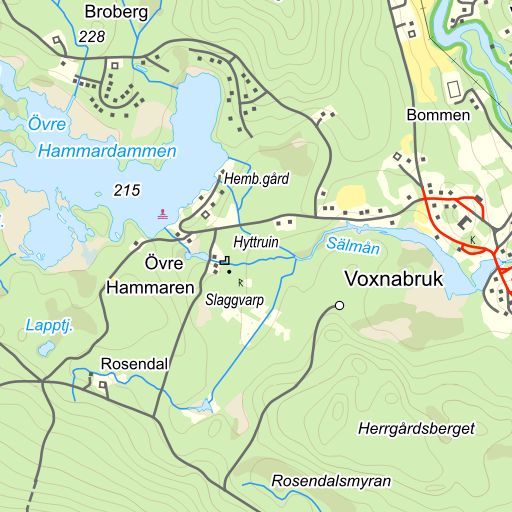 Broberg
228
Bommen
Övre
Hammardammen
Hemb.gård
215
Hyttruin
Sälmån
K
Övre
Hammaren
Voxnabruk
R
Slaggvarp
Lapptj.
Rosendal
Herrgårdsberget
Rosendalsmyran